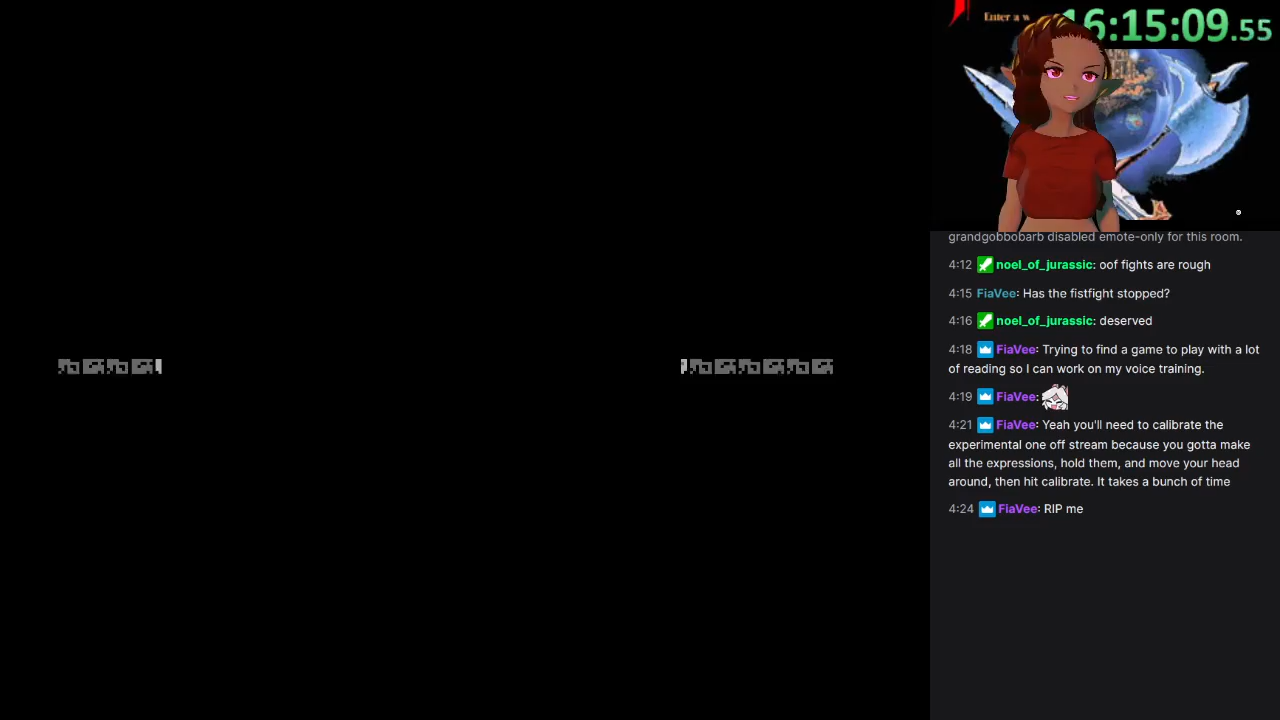 Enter a w
16:15:09.55
grandgobbobarb disabled emote-only for this room.
4:12 noel_of_jurassic: oof fights are rough
4:15 FiaVee: Has the fistfight stopped?
4:16 noel_of_jurassic: deserved
4:18 FiaVee: Trying to find a game to play with a lot
of reading so I can work on my voice training.
4:19 FiaVee:
4:21 FiaVee: Yeah you'll need to calibrate the
experimental one off stream because you gotta make
all the expressions, hold them, and move your head
around, then hit calibrate. It takes a bunch of time
4:24 FiaVee: RIP me